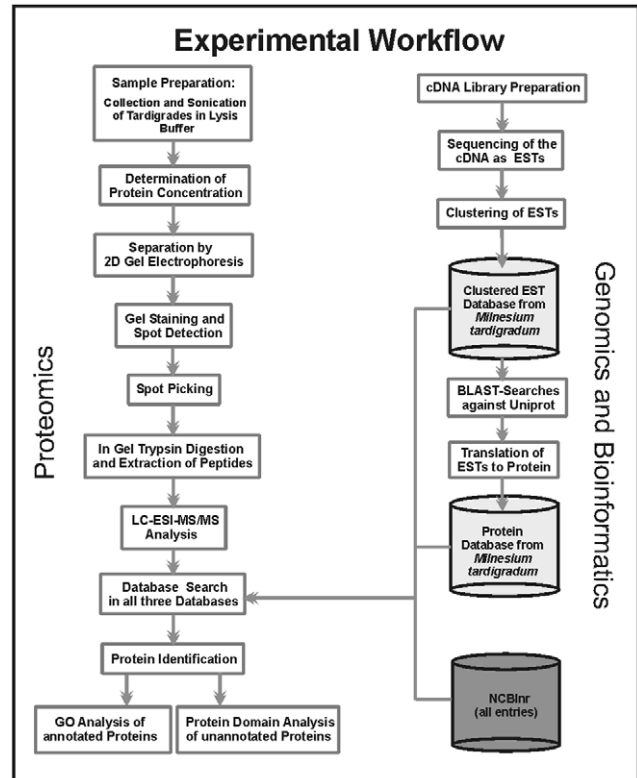 Experimental Workflow
Sample Preparation:
Collection and Sonication
of Tardigrades in Lysis
Buffer
Determination of
Protein Concentration
Separation by
2D Gel Electrophoresis
Gel Staining and
Spot Detection
Spot Picking
In Gel Trypsin Digestion
and Extraction of Peptides
LC-ESI-MS/MS
Analysis
Database Search
in all three Databases
Protein Identification
GO Analysis of
annotated Proteins
Protein Domain Analysis
of unannotated Proteins
Proteomics
cDNA Library Preparation
Sequencing of the
cDNA as ESTs
Clustering of ESTs
Clustered EST
Database from
Milnesium
tardigradum
BLAST-Searches
against Uniprot
Translation of
ESTs to Protein
Protein
Database from
Milnesium
tardigradum
NCBInr
(all entries)
Genomics and Bioinformatics